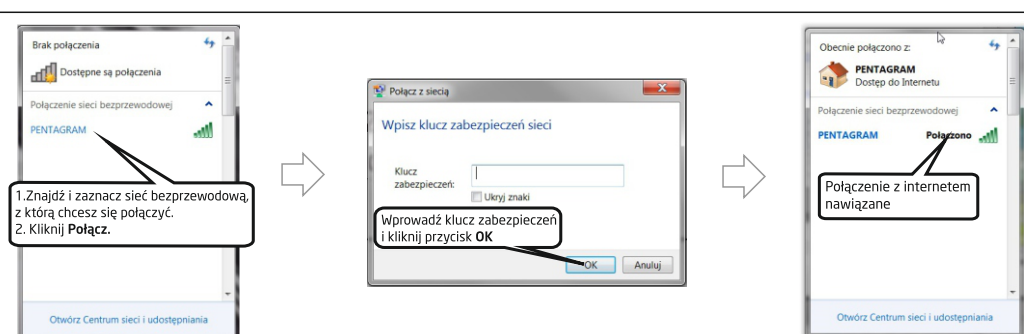 Brak połączenia
Dostępne są połączenia
Połączenie sieci bezprzewodowej
PENTAGRAM
1.Znajdź i zaznacz sieć bezprzewodową,
z którą chcesz się połączyć.
2. Kliknij Połącz.
Otwórz Centrum sieci i udostępniania
Połącz z siecią
Wpisz klucz zabezpieczeń sieci
Klucz
zabezpieczeń:
Ukryj znaki
Wprowadź klucz zabezpieczeń
i kliknij przycisk OK
OK Anuluj
Obecnie połączono z:
PENTAGRAM
Dostęp do Internetu
Połączenie sieci bezprzewodowej
PENTAGRAM Połączono
Połączenie z internetem
nawiązane
Otwórz Centrum sieci i udostępniania